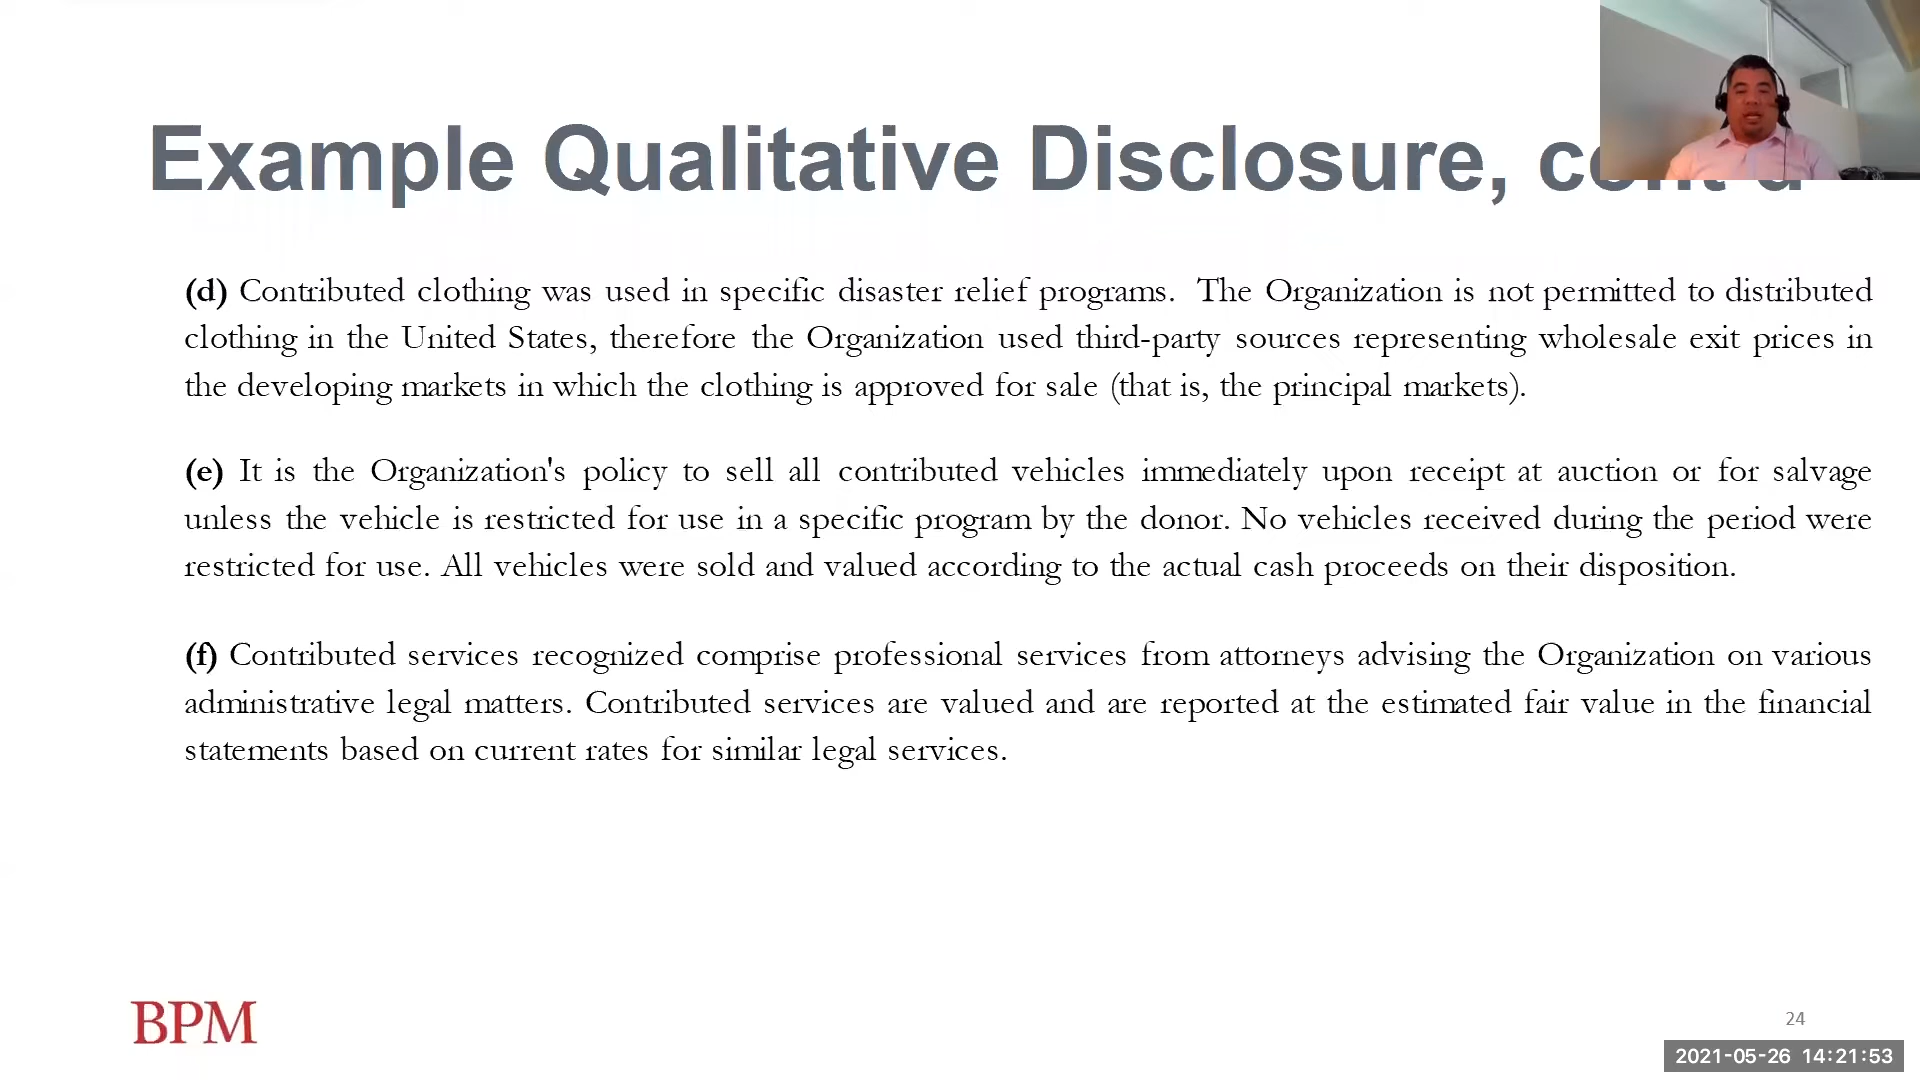 Example Qualitative Disclosure,
(d) Contributed clothing was used in specific disaster relief programs. The Organization is not permitted to distributed
clothing in the United States, therefore the Organization used third-party sources representing wholesale exit prices in
the developing markets in which the clothing is approved for sale (that is, the principal markets).
(e) It is the Organization's policy to sell all contributed vehicles immediately upon receipt at auction or for salvage
unless the vehicle is restricted for use in a specific program by the donor. No vehicles received during the period were
restricted for use. All vehicles were sold and valued according to the actual cash proceeds on their disposition.
(f) Contributed services recognized comprise professional services from attorneys advising the Organization on various
administrative legal matters. Contributed services are valued and are reported at the estimated fair value in the financial
statements based on current rates for similar legal services.
BPM
24
2021-05-26 14:21:53